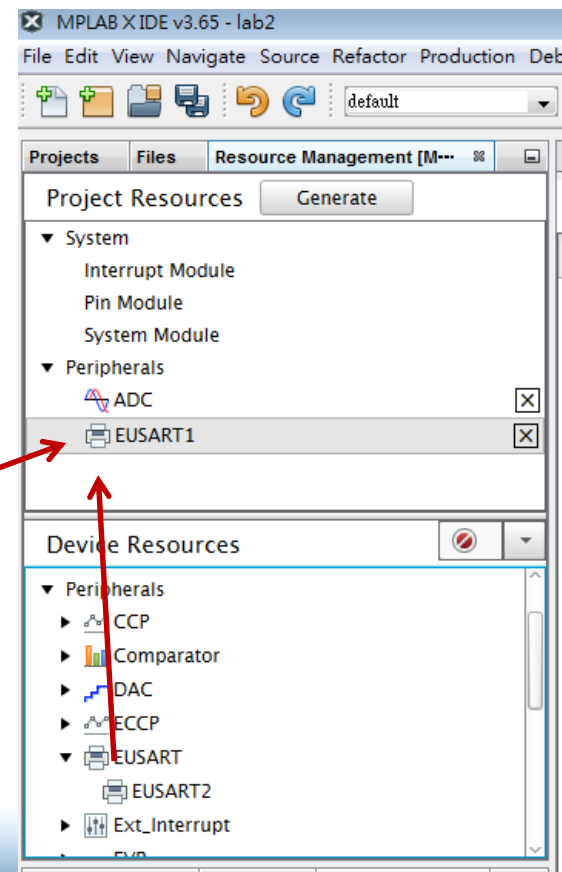 MPLAB X IDE v3.65 - lab2
File Edit View Navigate Source Refactor Production Deb
default
Projects Files Resource Management [M···
Project Resources Generate
System
Interrupt Module
Pin Module
System Module
Peripherals
ADC
EUSART1
Device Resources
Peripherals
CCP
Comparator
DAC
ECCP
EUSART
EUSART2
Ext_Interrupt